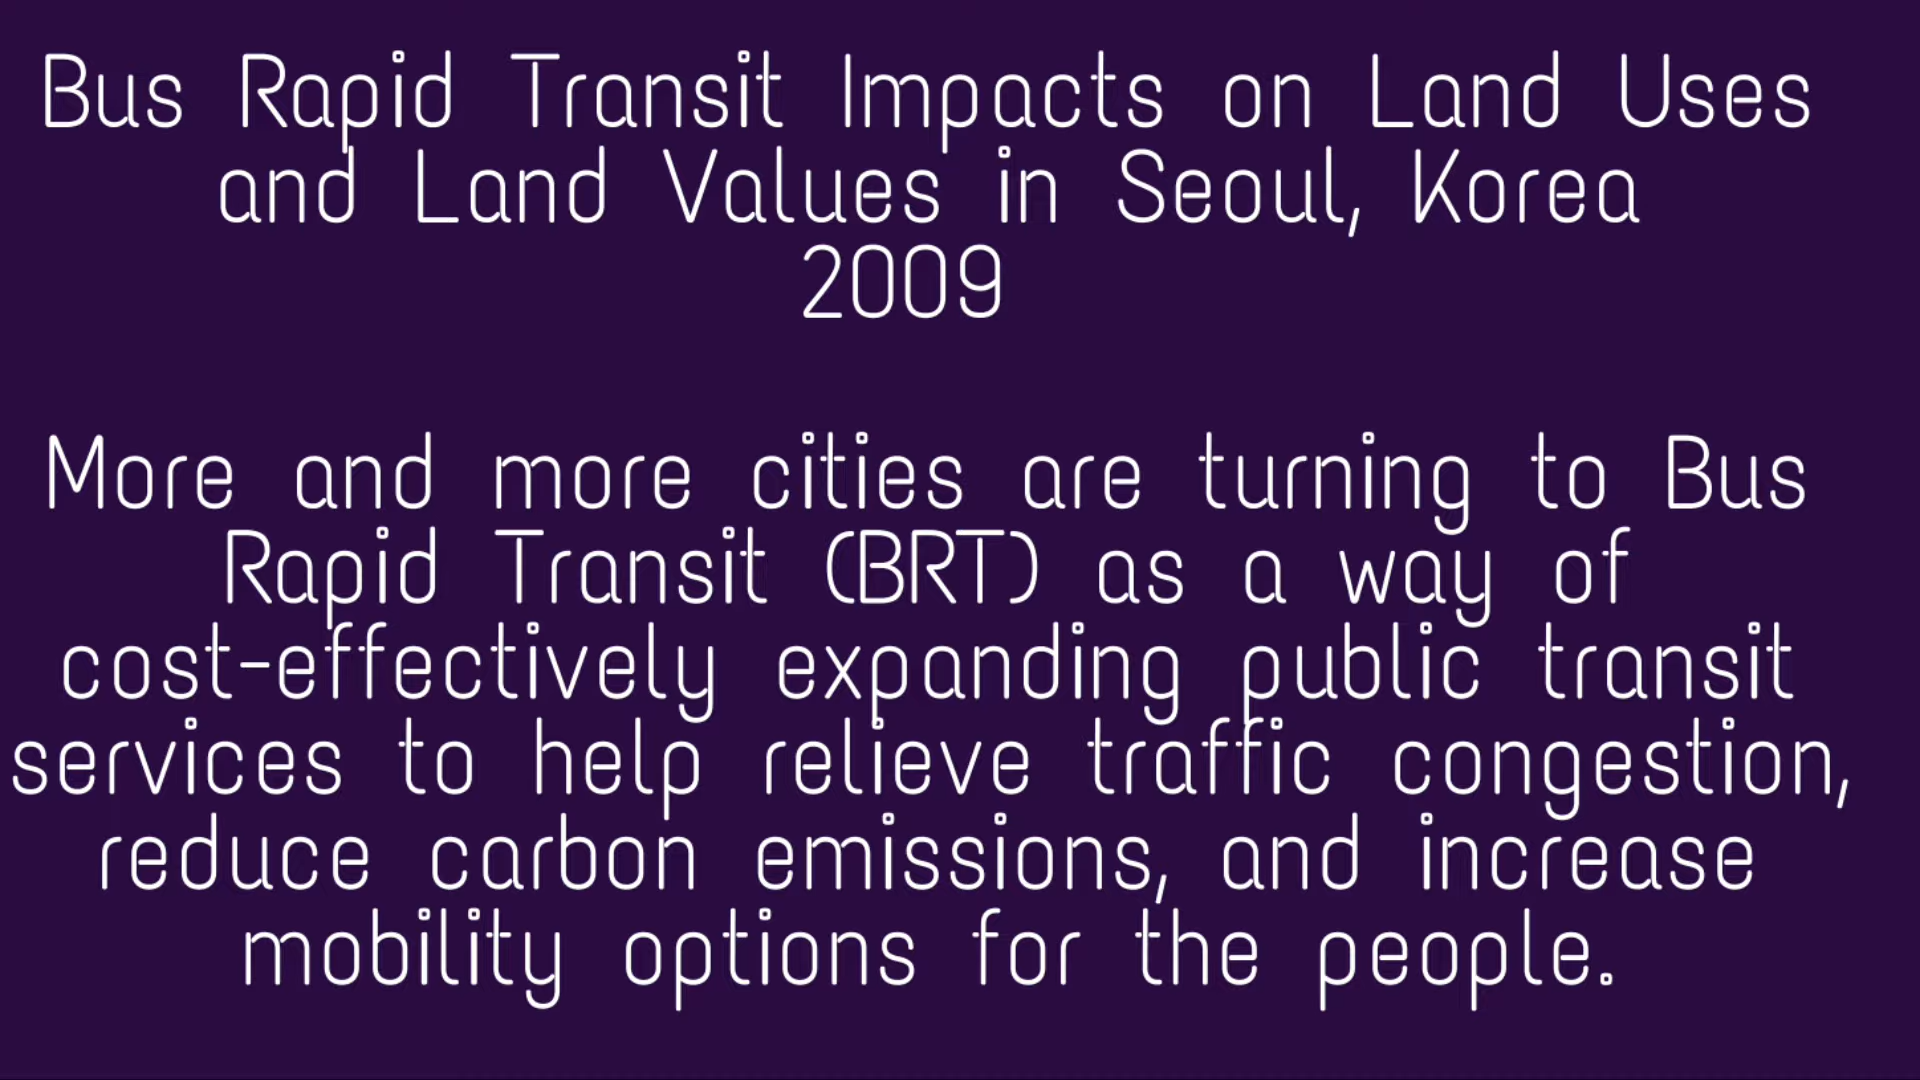 Bus Rapid Transit Impacts on Land Uses
and Land Values in Seoul, Korea
2009
More and more cities are turning to Bus
Rapid Transit (BRT) as a way of
cost-effectively expanding public transit
services to help relieve traffic congestion,
reduce carbon emissions, and increase
mobility options for the people.